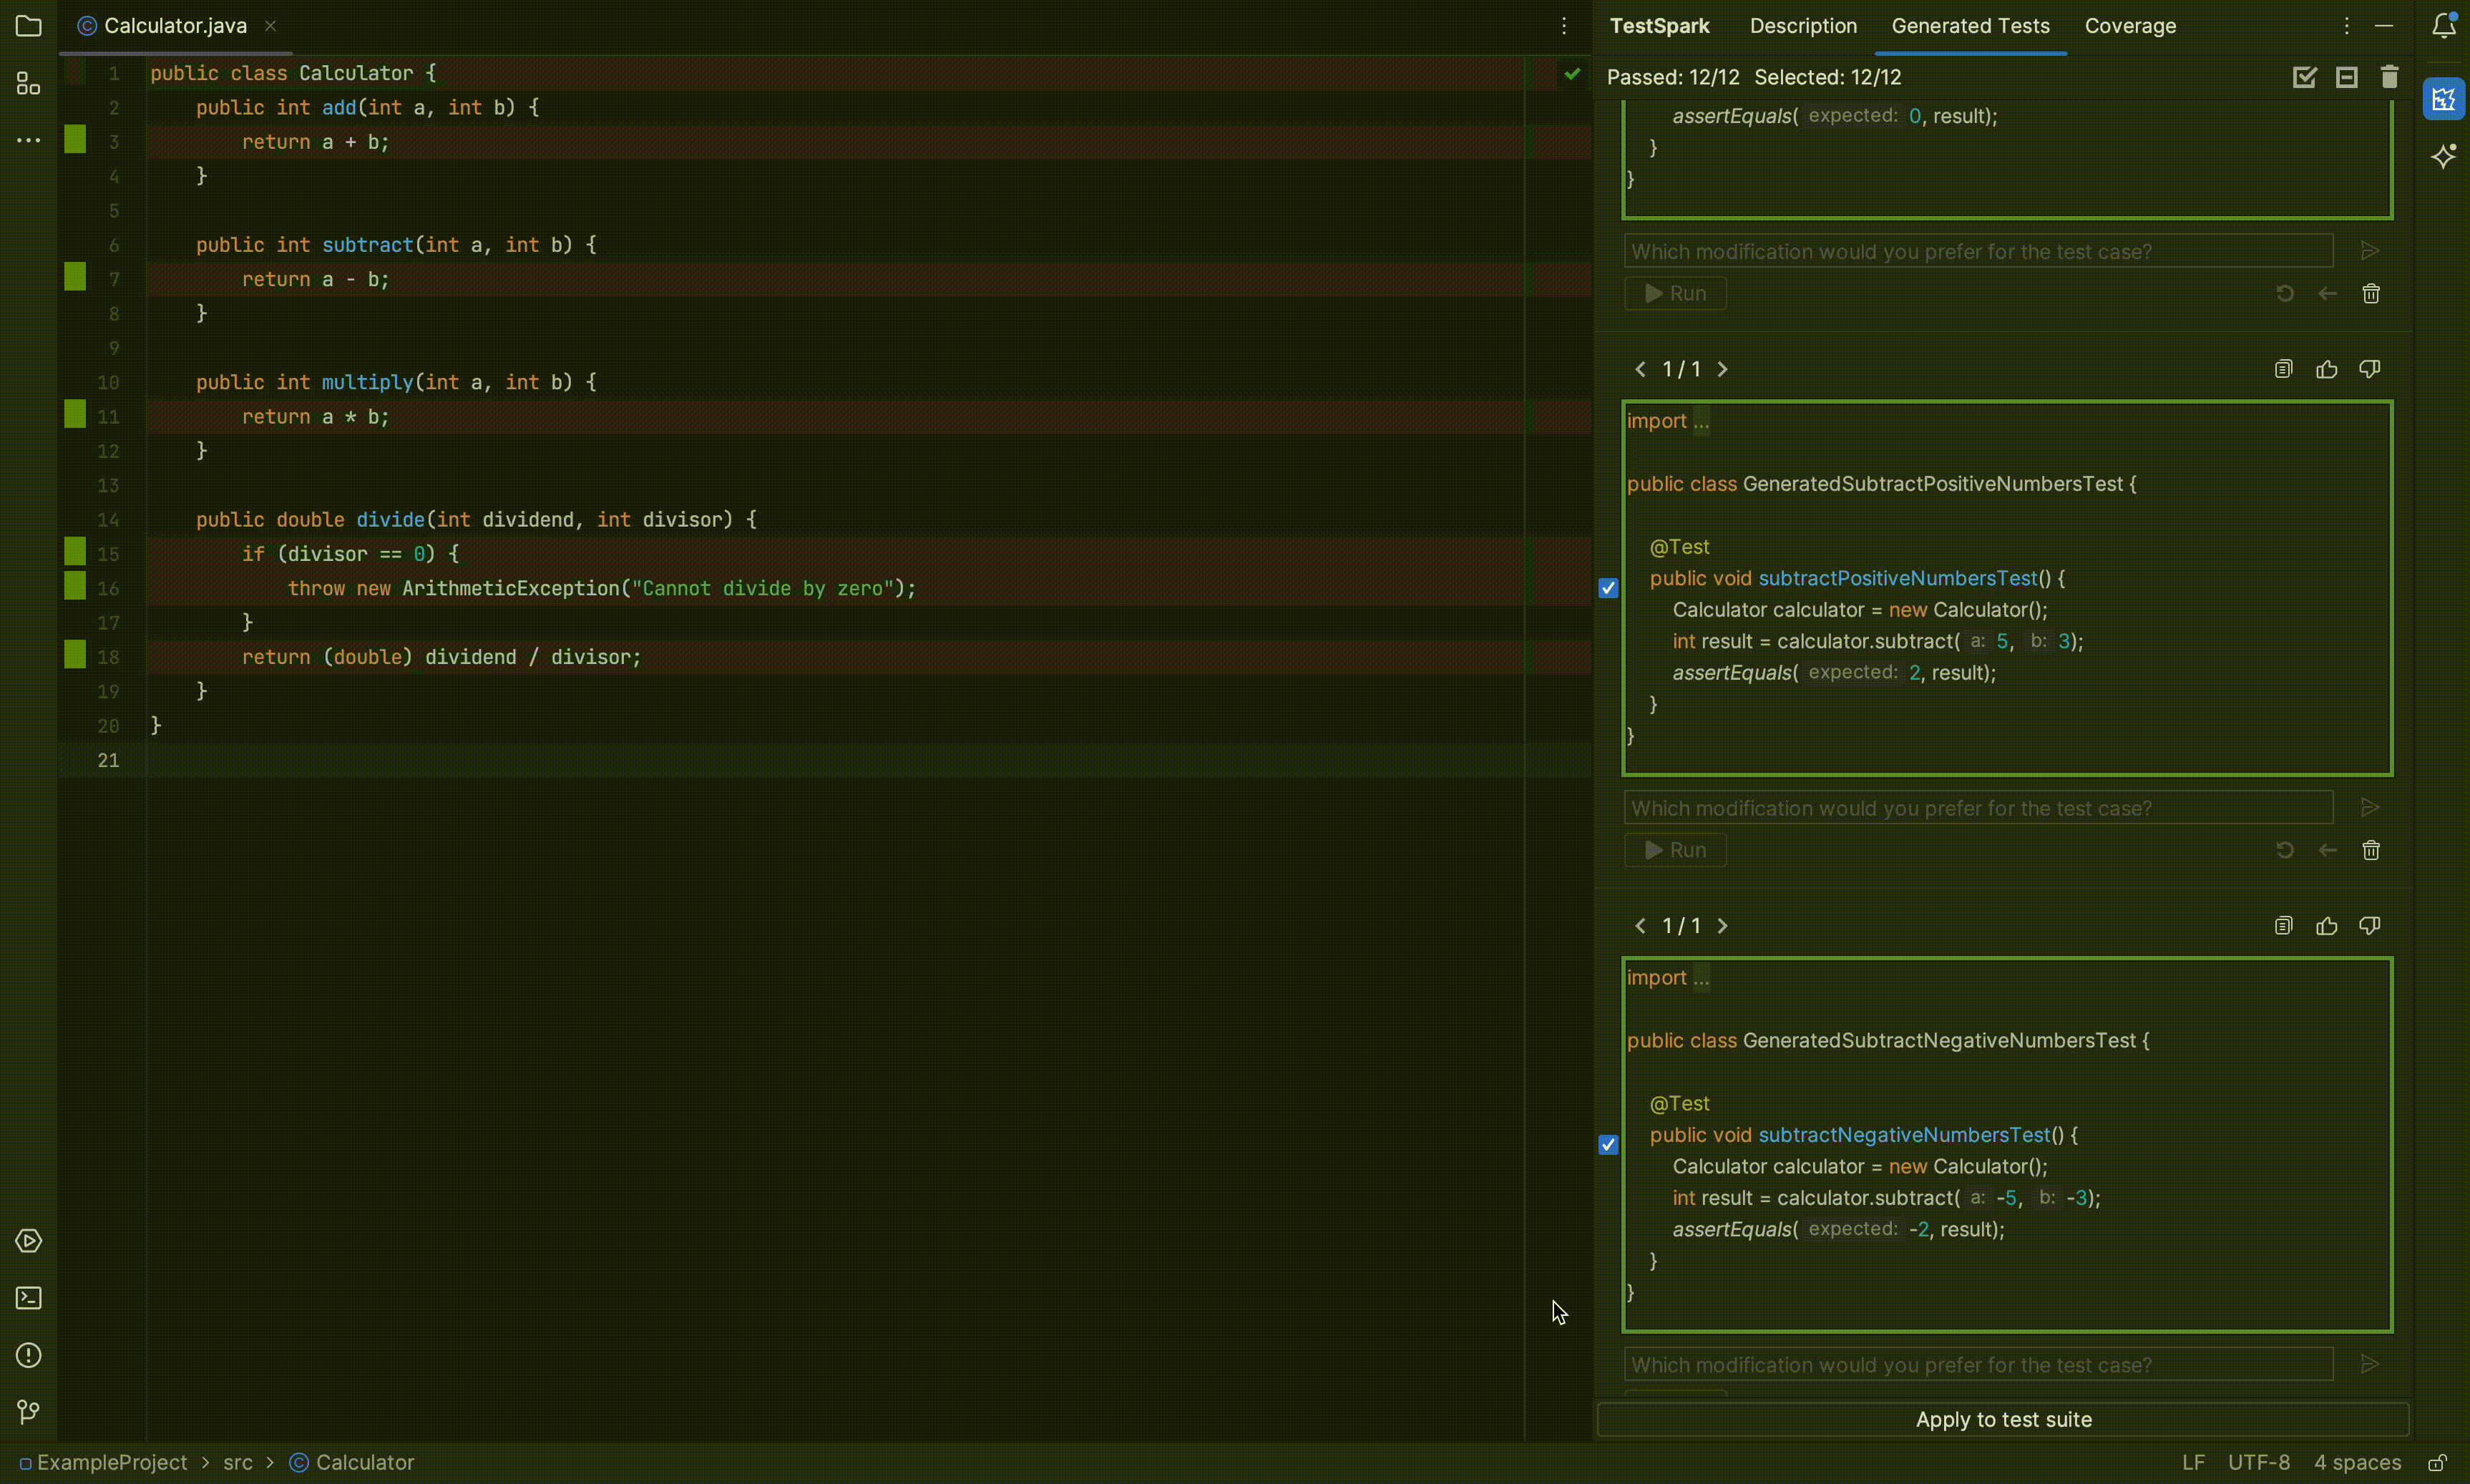 Calculator.java
1 public class Calculator {
2 public int add(int a, int b) {
3 return a + b;
4 }
5
6 public int subtract(int a, int b) {
7 return a - b;
8 }
9
10 public int multiply(int a, int b) {
11 return a * b;
12 }
13
14 public double divide(int dividend, int divisor) {
15 if (divisor == 0) {
16 throw new ArithmeticException("Cannot divide by zero");
17 }
18 return (double) dividend / divisor;
19 }
20 }
21
TestSpark Description Generated Tests Coverage
Passed: 12/12 Selected: 12/12
assertEquals( expected: 0, result);
}
}
Which modification would you prefer for the test case?
Run
1 / 1
import ...
public class GeneratedSubtractPositiveNumbersTest {
@Test
public void subtractPositiveNumbersTest() {
Calculator calculator = new Calculator();
int result = calculator.subtract( a: 5, b: 3);
assertEquals( expected: 2, result);
}
}
Which modification would you prefer for the test case?
Run
1 / 1
import ...
public class GeneratedSubtractNegativeNumbersTest {
@Test
public void subtractNegativeNumbersTest() {
Calculator calculator = new Calculator();
int result = calculator.subtract( a: -5, b: -3);
assertEquals( expected: -2, result);
}
}
Which modification would you prefer for the test case?
Apply to test suite
ExampleProject > src > Calculator
LF UTF-8 4 spaces